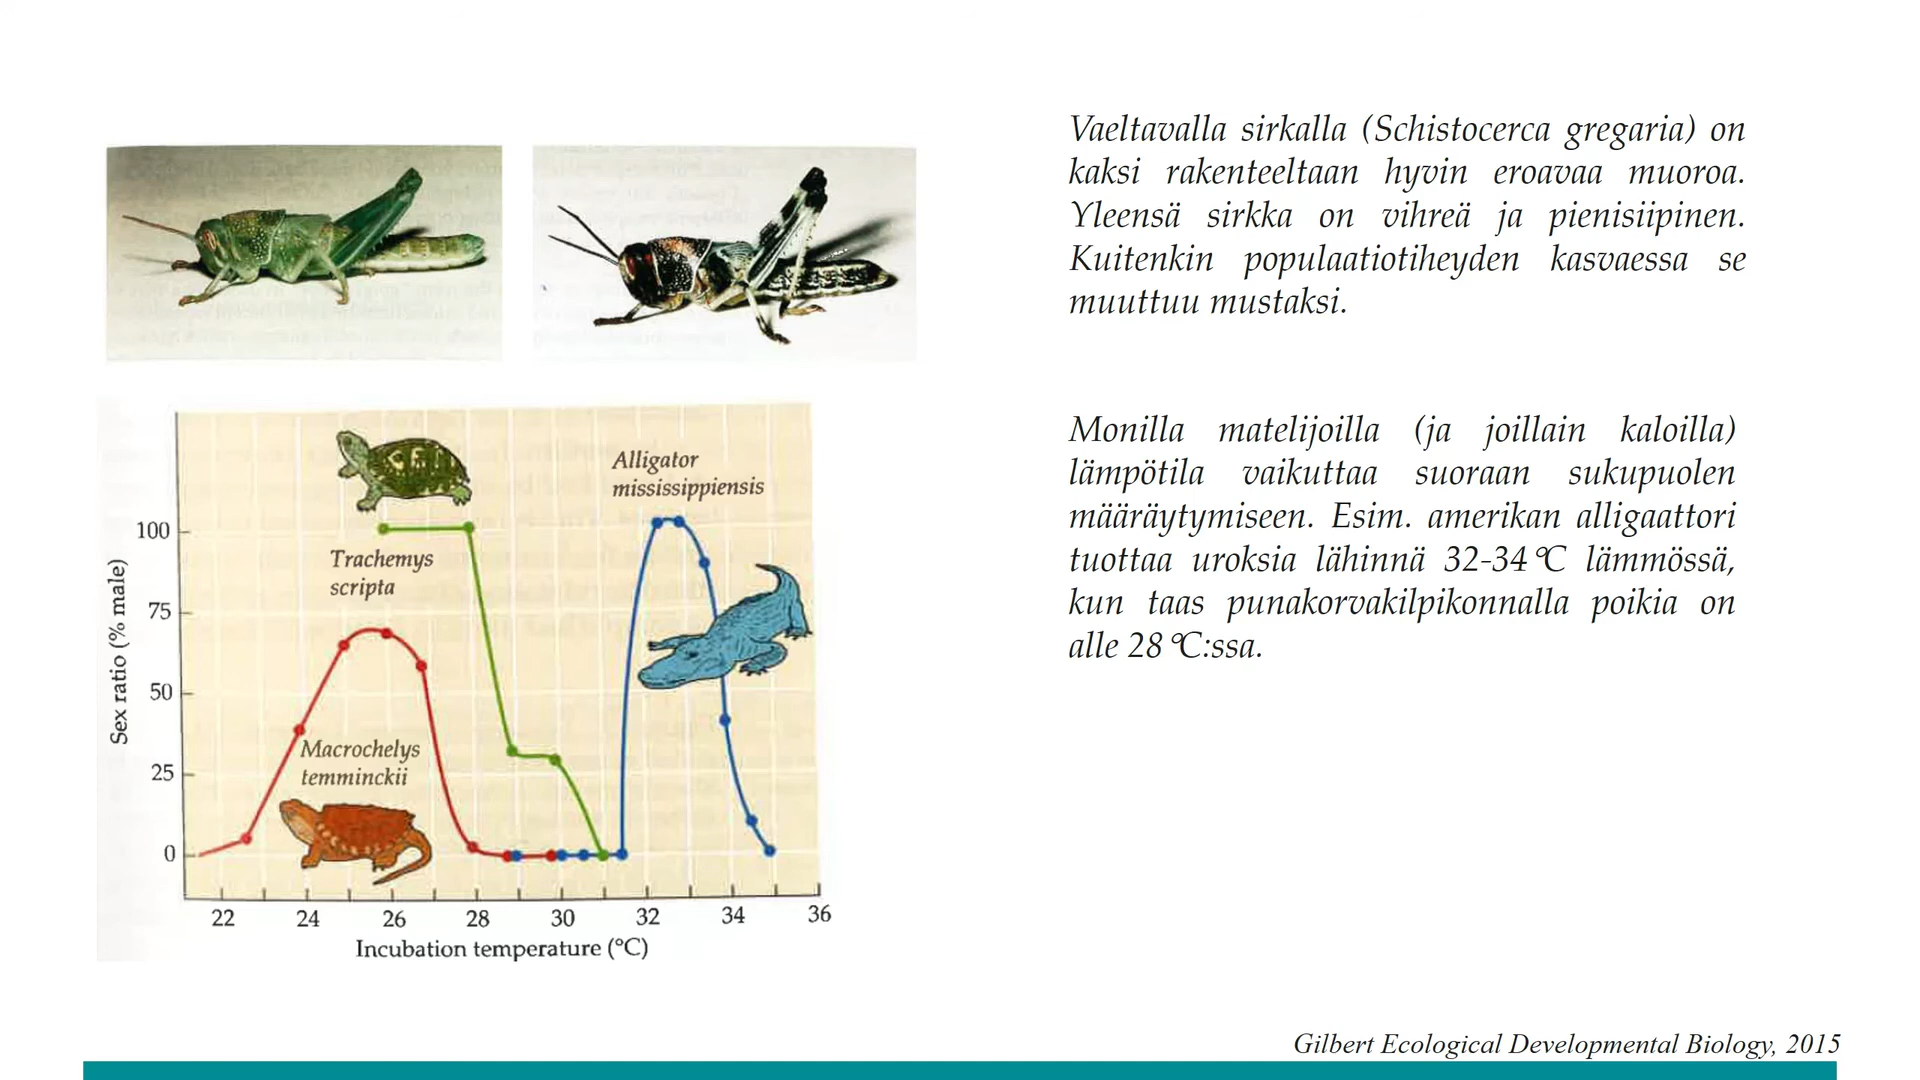 Vaeltavalla sirkalla (Schistocerca gregaria) on
kaksi rakenteeltaan hyvin eroavaa muoroa.
Yleensä sirkka on vihreä ja pienisiipinen.
Kuitenkin populaatiotiheyden kasvaessa se
muuttuu mustaksi.
Monilla matelijoilla (ja joillain kaloilla)
lämpötila vaikuttaa suoraan sukupuolen
määräytymiseen. Esim. amerikan alligaattori
tuottaa uroksia lähinnä 32-34 °C lämmössä,
kun taas punakorvakilpikonnalla poikia on
alle 28 °C:ssa.
Alligator
mississippiensis
Trachemys
scripta
Macrochelys
temminckii
Sex ratio (% male)
100
75
50
25
0
22 24 26 28 30 32 34 36
Incubation temperature (°C)
Gilbert Ecological Developmental Biology, 2015